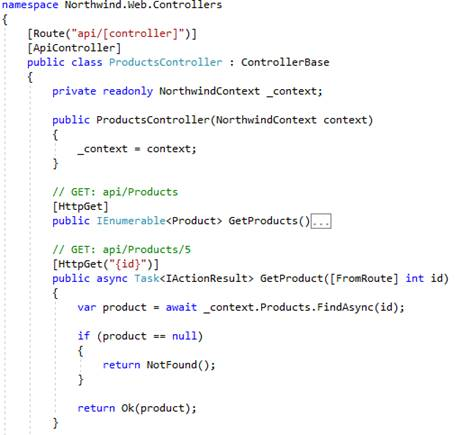 namespace Northwind.Web.Controllers
{
    [Route("api/[controller]")]
    [ApiController]
    public class ProductsController : ControllerBase
    {
        private readonly NorthwindContext _context;

        public ProductsController(NorthwindContext context)
        {
            _context = context;
        }

        // GET: api/Products
        [HttpGet]
        public IEnumerable<Product> GetProducts()...

        // GET: api/Products/5
        [HttpGet("{id}")]
        public async Task<IActionResult> GetProduct([FromRoute] int id)
        {
            var product = await _context.Products.FindAsync(id);

            if (product == null)
            {
                return NotFound();
            }

            return Ok(product);
        }